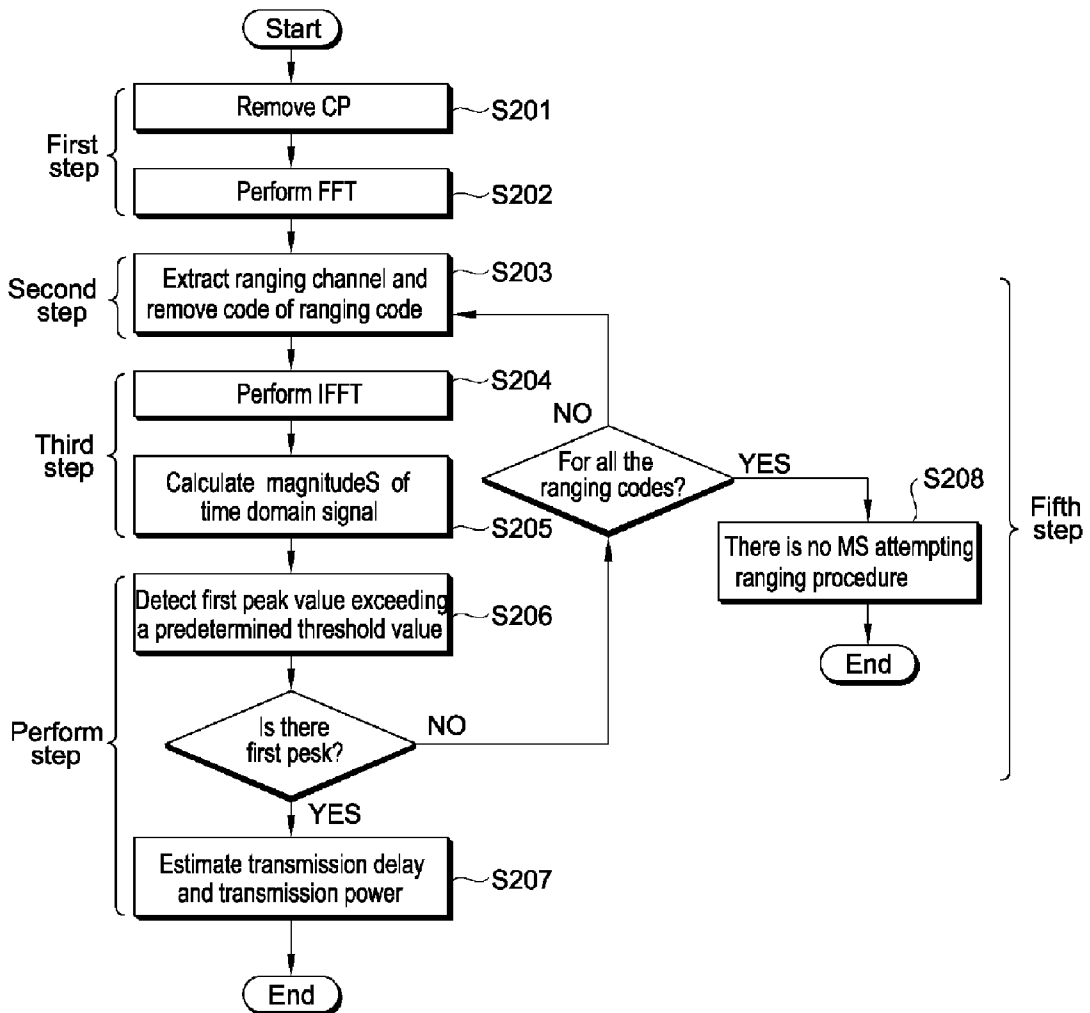 Start
First
step
Remove CP
S201
Perform FFT
S202
Second
step
Extract ranging channel and
remove code of ranging code
S203
Third
step
Perform IFFT
S204
Calculate magnitudeS of
time domain signal
S205
Perform
step
Detect first peak value exceeding
a predetermined threshold value
S206
Is there
first pesk?
NO
YES
Estimate transmission delay
and transmission power
S207
End
For all the
ranging codes?
NO
YES
S208
There is no MS attempting
ranging procedure
End
Fifth
step